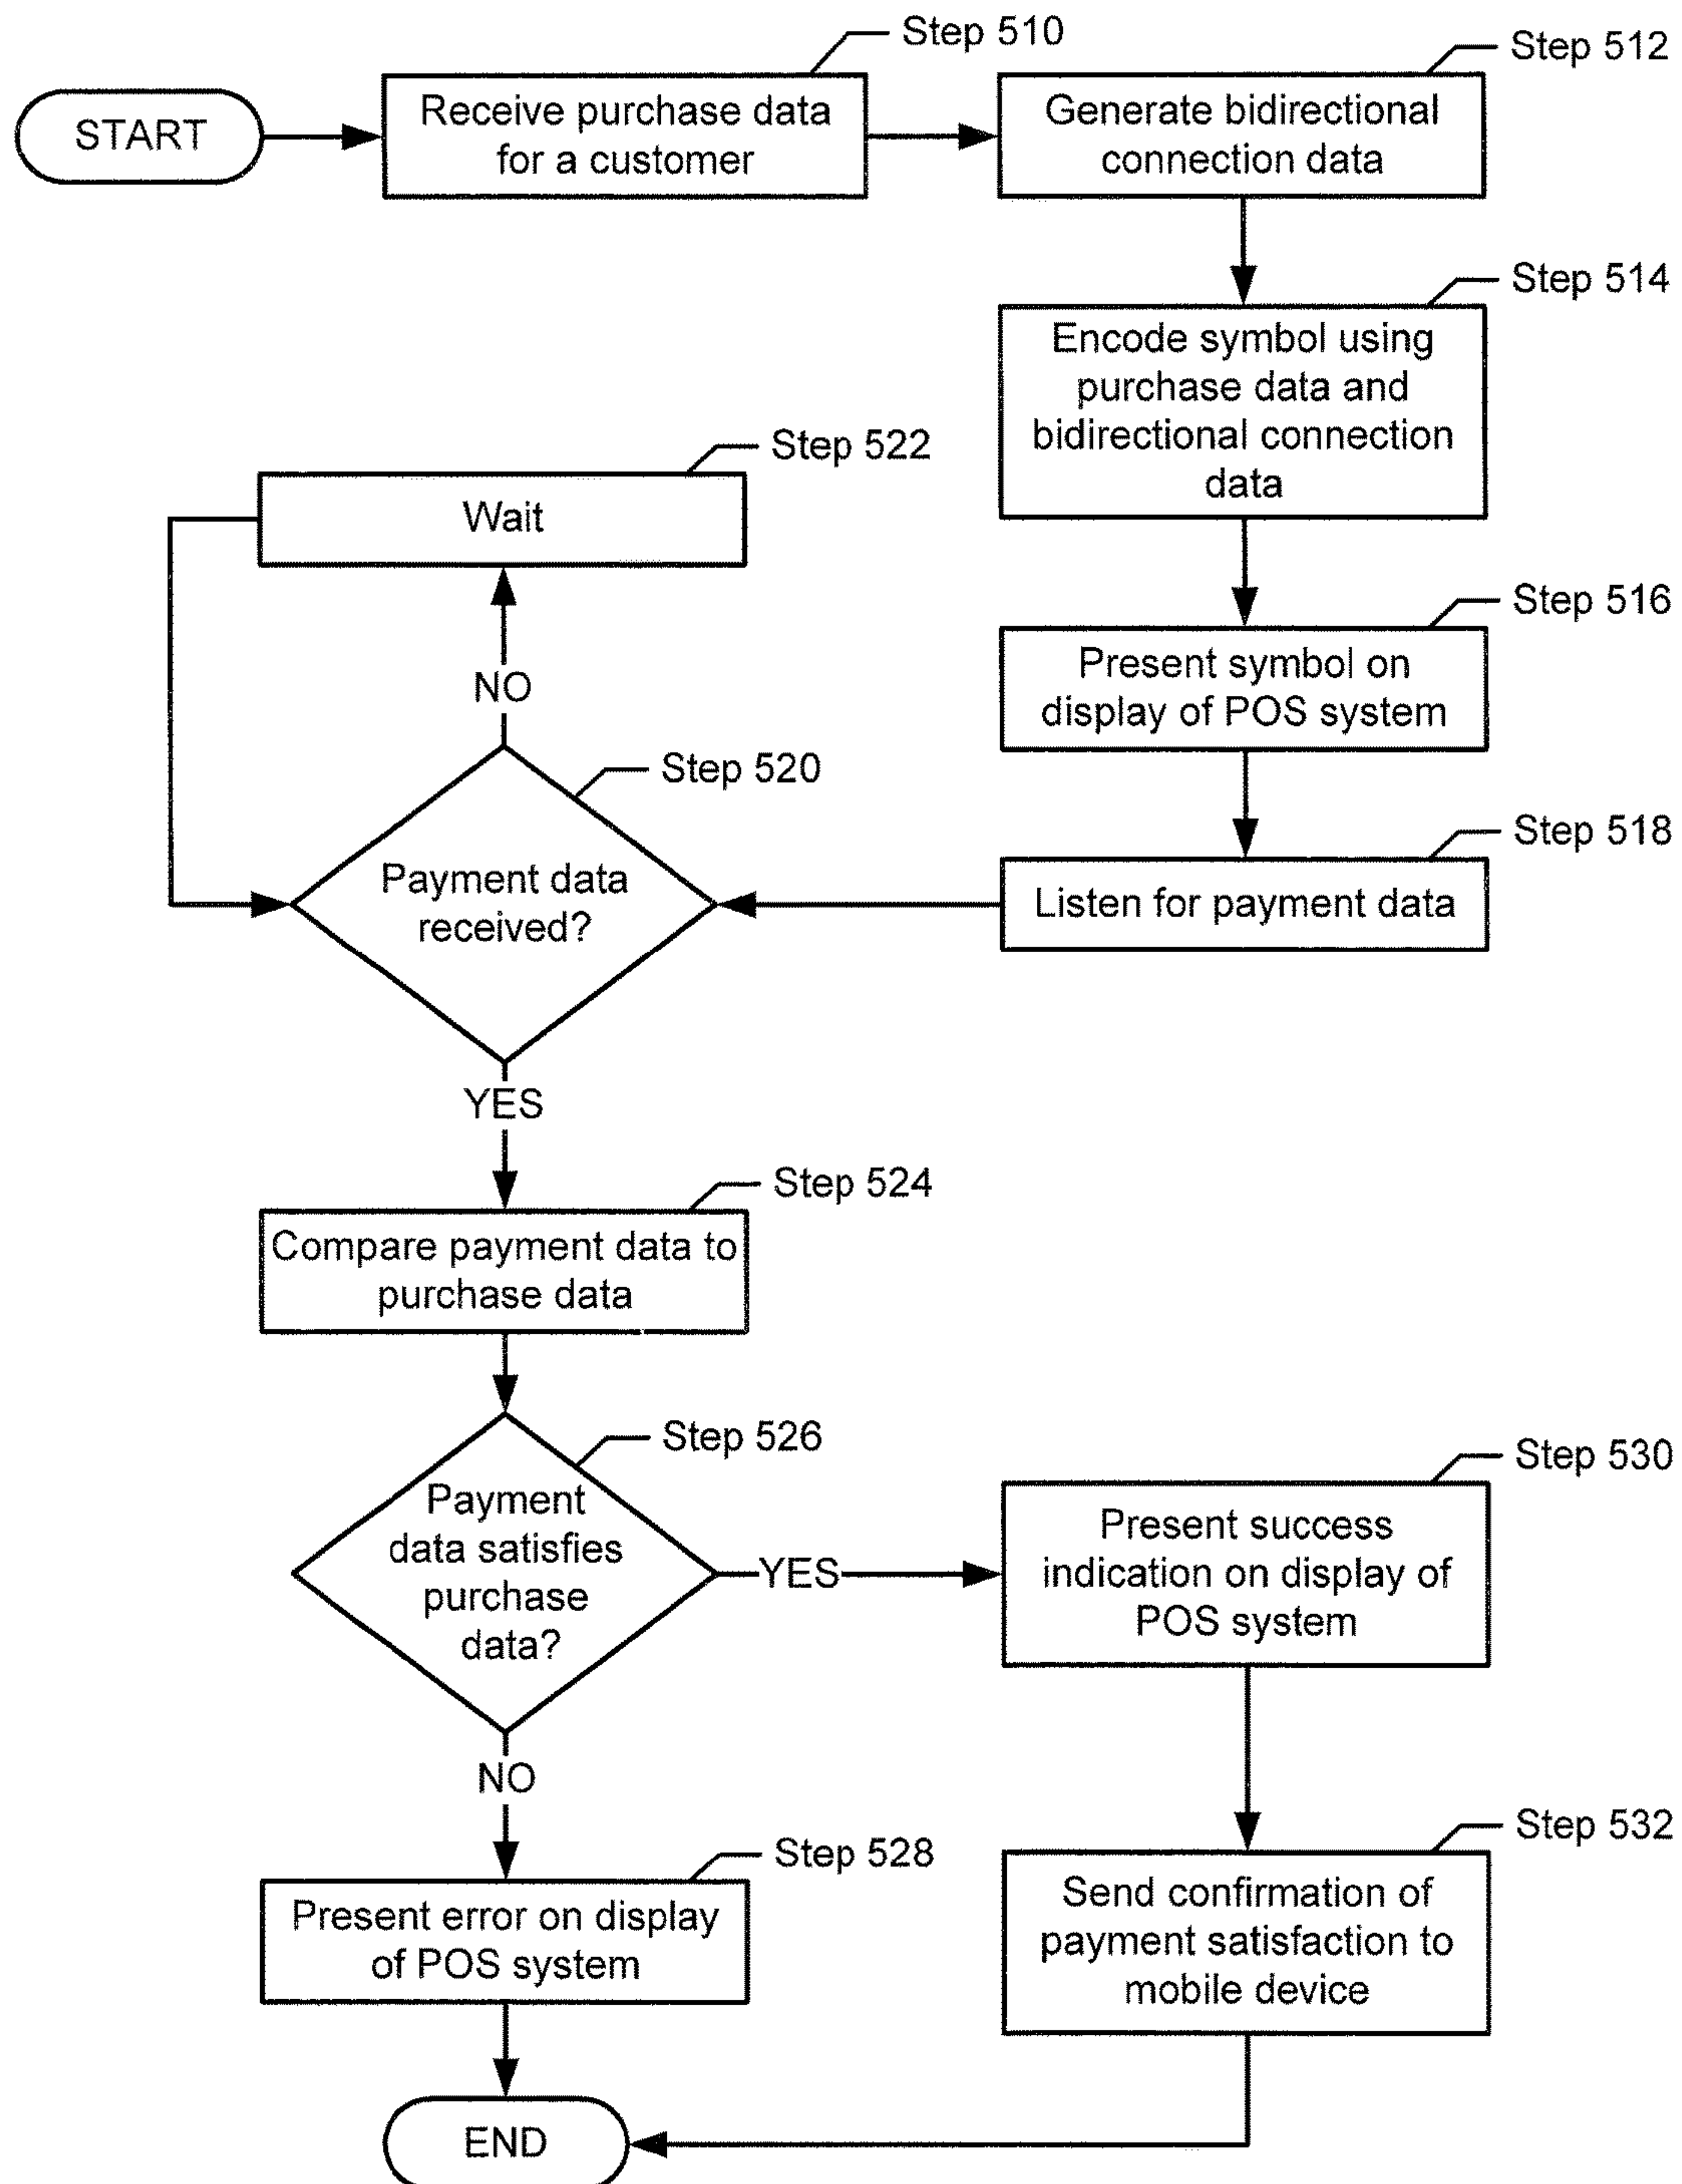 START
Step 510
Receive purchase data
for a customer
Step 512
Generate bidirectional
connection data
Step 514
Encode symbol using
purchase data and
bidirectional connection
data
Step 516
Present symbol on
display of POS system
Step 518
Listen for payment data
Step 520
Payment data
received?
NO
Step 522
Wait
YES
Step 524
Compare payment data to
purchase data
Step 526
Payment
data satisfies
purchase
data?
NO
Step 528
Present error on display
of POS system
YES
Step 530
Present success
indication on display of
POS system
Step 532
Send confirmation of
payment satisfaction to
mobile device
END